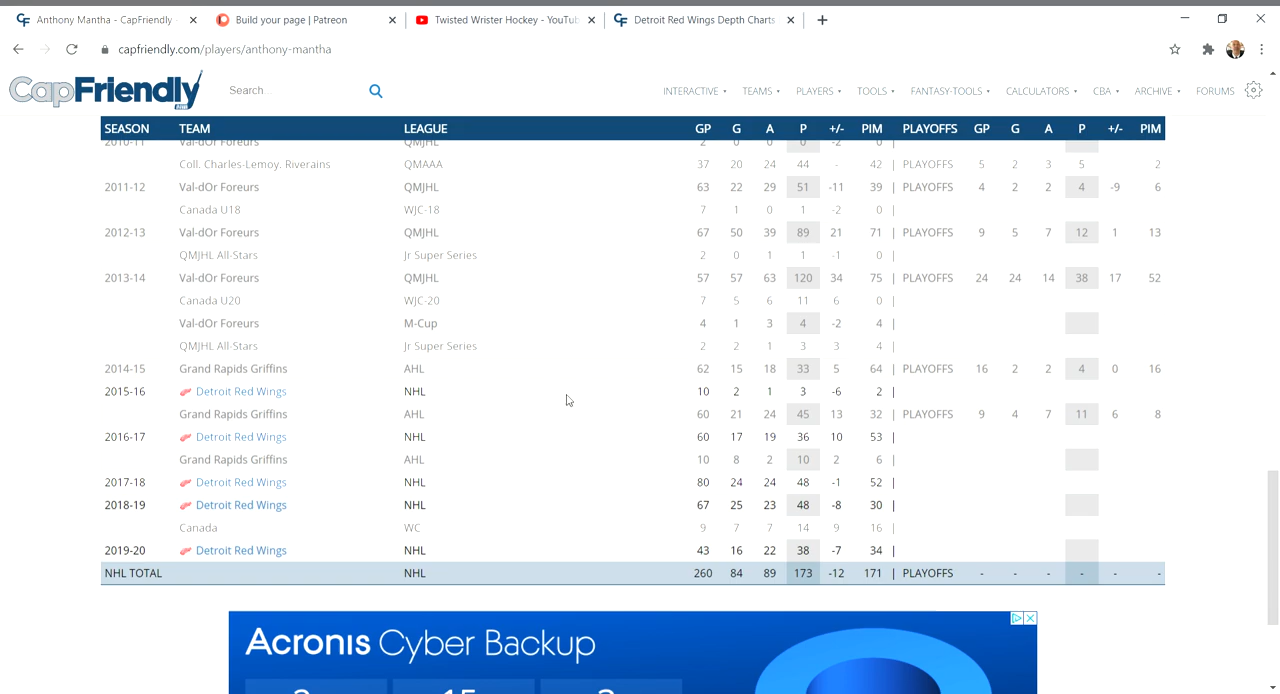 Anthony Mantha - CapFriendly - Build your page | Patreon Twisted Wrister Hockey - YouTub Detroit Red Wings Depth Charts
capfriendly.com/players/anthony-mantha
CapFriendly Search... INTERACTIVE TEAMS PLAYERS TOOLS FANTASY-TOOLS CALCULATORS CBA ARCHIVE FORUMS
SEASON TEAM LEAGUE GP G A P +/- PIM PLAYOFFS GP G A P +/- PIM
2010-11 Val-dOr Foreurs QMJHL 2 0 0 0 -2 0 |
Coll. Charles-Lemoy. Riverains QMAAA 37 20 24 44 - 42 | PLAYOFFS 5 2 3 5 2
2011-12 Val-dOr Foreurs QMJHL 63 22 29 51 -11 39 | PLAYOFFS 4 2 2 4 -9 6
Canada U18 WJC-18 7 1 0 1 -2 0 |
2012-13 Val-dOr Foreurs QMJHL 67 50 39 89 21 71 | PLAYOFFS 9 5 7 12 1 13
QMJHL All-Stars Jr Super Series 2 0 1 1 -1 0 |
2013-14 Val-dOr Foreurs QMJHL 57 57 63 120 34 75 | PLAYOFFS 24 24 14 38 17 52
Canada U20 WJC-20 7 5 6 11 6 0 |
Val-dOr Foreurs M-Cup 4 1 3 4 -2 4 |
QMJHL All-Stars Jr Super Series 2 2 1 3 3 4 |
2014-15 Grand Rapids Griffins AHL 62 15 18 33 5 64 | PLAYOFFS 16 2 2 4 0 16
2015-16 Detroit Red Wings NHL 10 2 1 3 -6 2 |
Grand Rapids Griffins AHL 60 21 24 45 13 32 | PLAYOFFS 9 4 7 11 6 8
2016-17 Detroit Red Wings NHL 60 17 19 36 10 53 |
Grand Rapids Griffins AHL 10 8 2 10 2 6 |
2017-18 Detroit Red Wings NHL 80 24 24 48 -1 52 |
2018-19 Detroit Red Wings NHL 67 25 23 48 -8 30 |
Canada WC 9 7 7 14 9 16 |
2019-20 Detroit Red Wings NHL 43 16 22 38 -7 34 |
NHL TOTAL NHL 260 84 89 173 -12 171 | PLAYOFFS - - - - - -
Acronis Cyber Backup